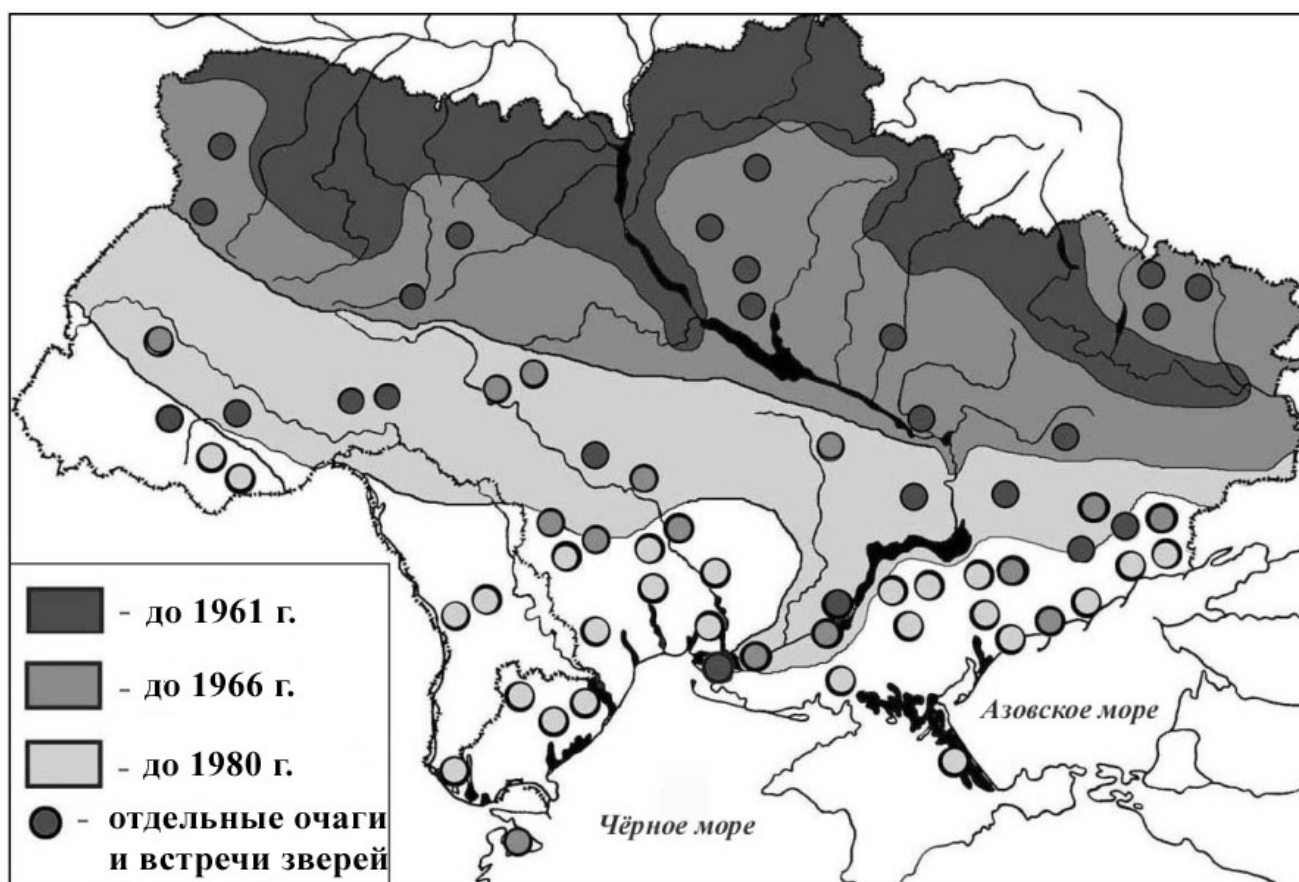 - до 1961 г.
- до 1966 г.
- до 1980 г.
- отдельные очаги
и встречи зверей
Азовское море
Чёрное море